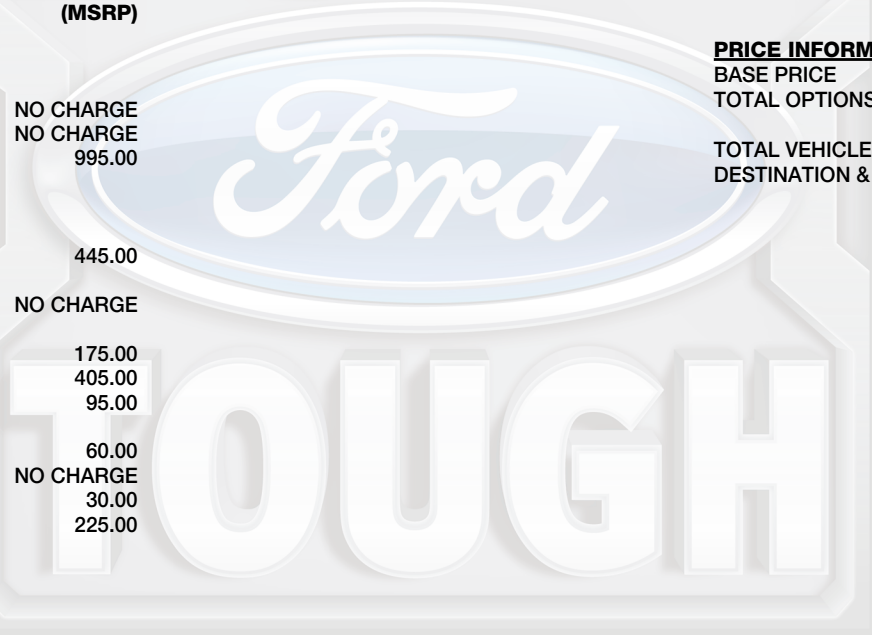 (MSRP)
NO CHARGE
NO CHARGE
995.00
445.00
NO CHARGE
175.00
405.00
95.00
60.00
NO CHARGE
30.00
225.00
PRICE INFORM
BASE PRICE
TOTAL OPTIONS
TOTAL VEHICLE
DESTINATION &
Ford
TOUGH